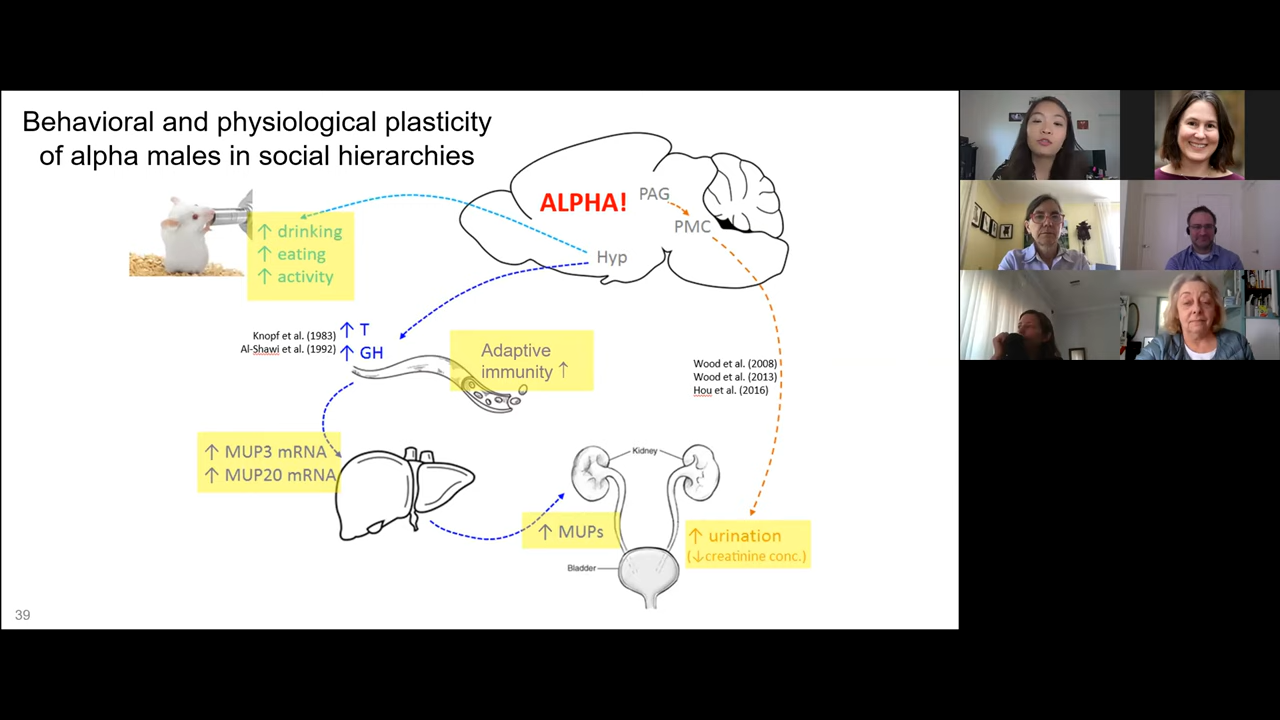 Behavioral and physiological plasticity
of alpha males in social hierarchies
ALPHA!
PAG
PMC
Hyp
↑ drinking
↑ eating
↑ activity
Knopf et al. (1983)
Al-Shawi et al. (1992)
↑ T
↑ GH
Adaptive
immunity ↑
Wood et al. (2008)
Wood et al. (2013)
Hou et al. (2016)
↑ MUP3 mRNA
↑ MUP20 mRNA
Kidney
↑ MUPs
↑ urination
(↓creatinine conc.)
Bladder
39